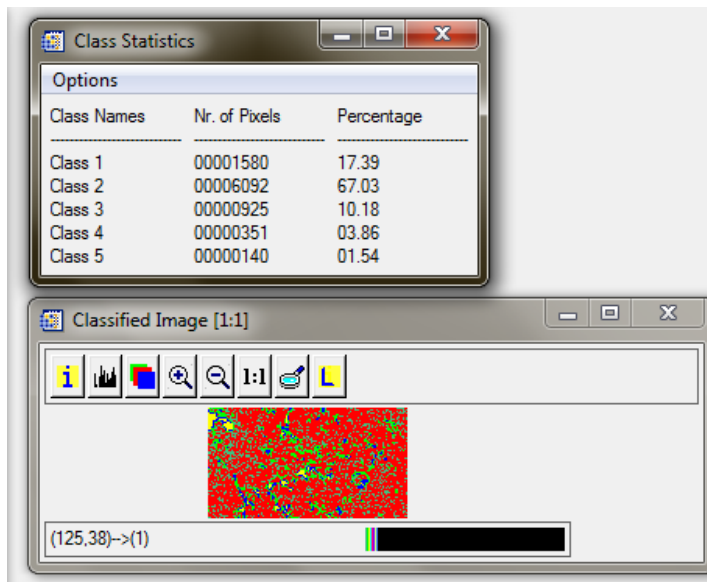 Class Statistics
Options
Class Names Nr. of Pixels Percentage
Class 1 00001580 17.39
Class 2 00006092 67.03
Class 3 00000925 10.18
Class 4 00000351 03.86
Class 5 00000140 01.54
Classified Image [1:1]
i 1:1 L
(125,38)-->(1)